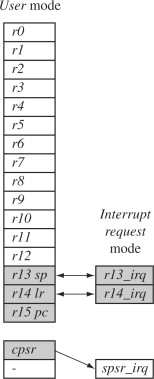 User mode
r0
r1
r2
r3
r4
r5
r6
r7
r8
r9
r10
r11
r12
Interrupt
request
mode
r13 sp r13_irq
r14 lr r14_irq
r15 pc
cpsr
- spsr_irq